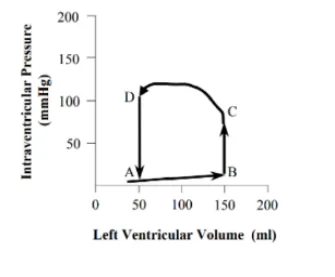 Intraventricular Pressure
(mmHg)
200
150
100
50
D
C
A
B
0 50 100 150 200
Left Ventricular Volume (ml)